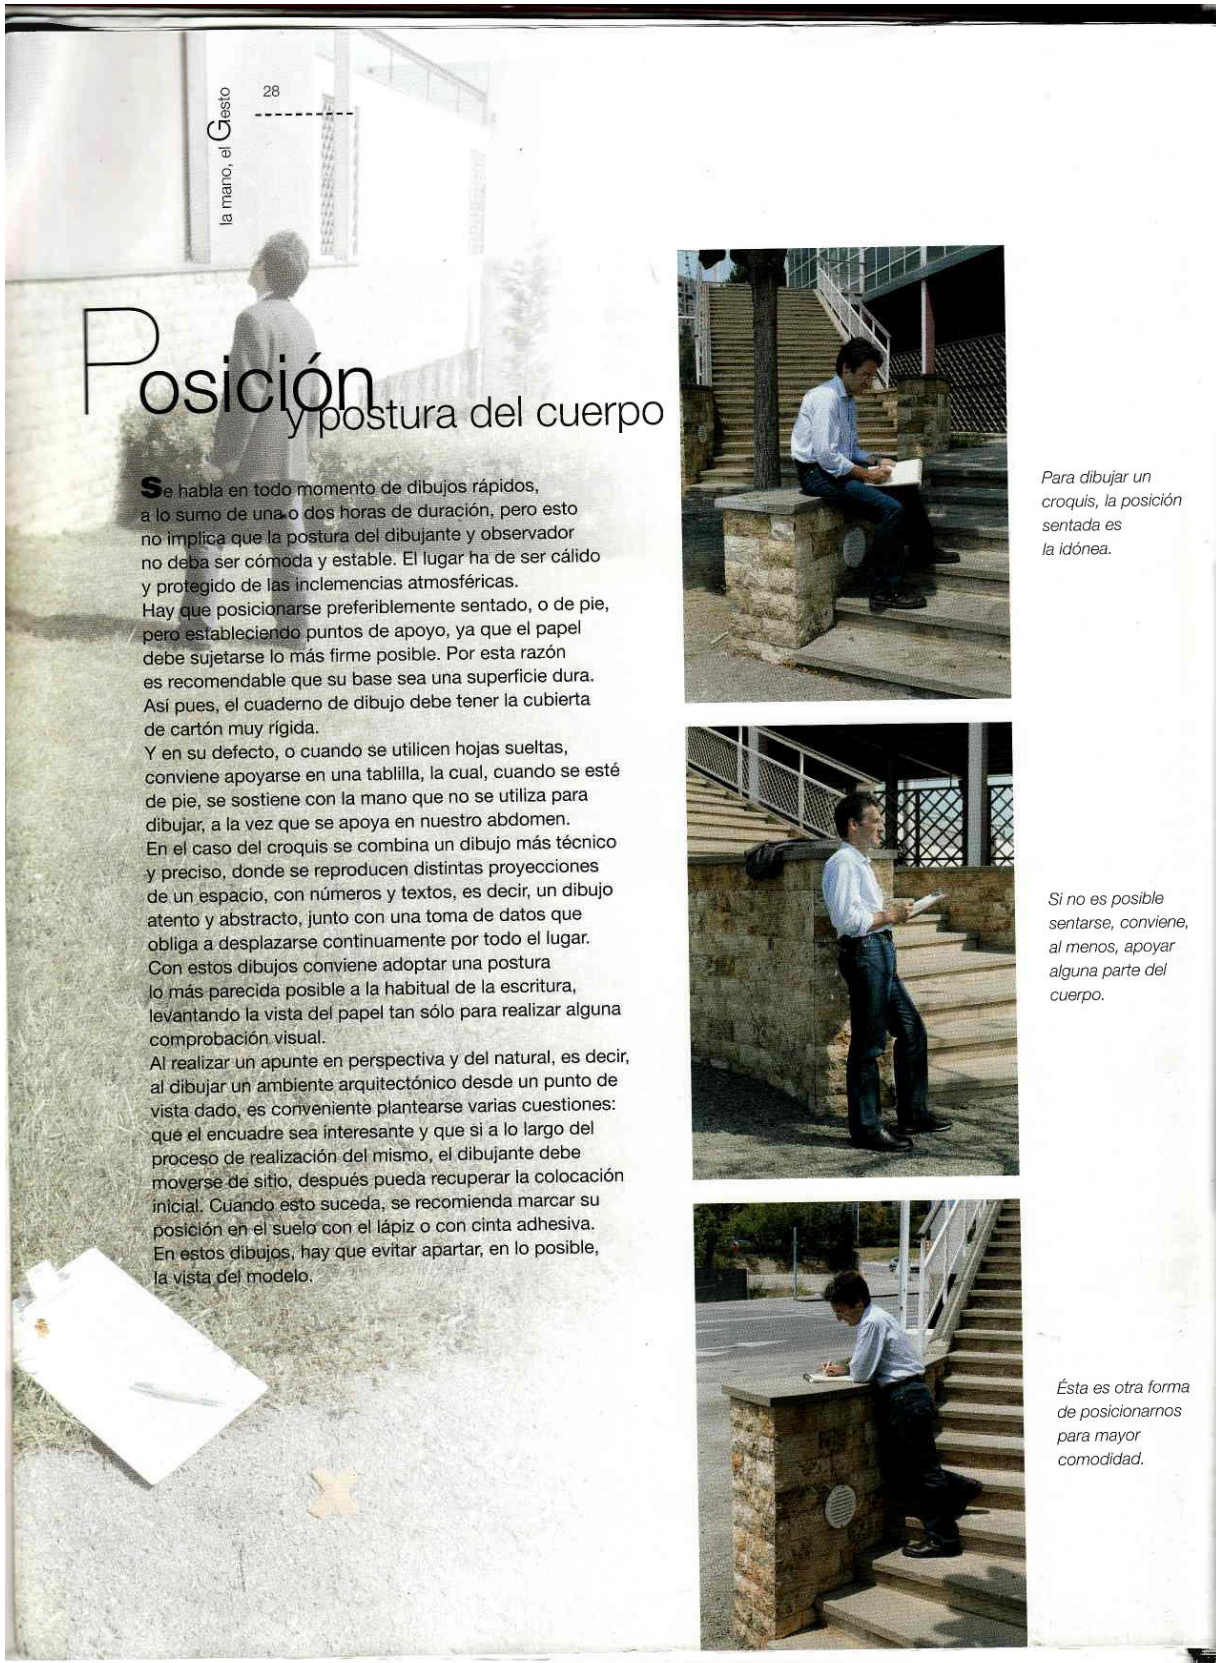 la mano, el Gesto
28
Posición
y postura del cuerpo
Se habla en todo momento de dibujos rápidos,
a lo sumo de una o dos horas de duración, pero esto
no implica que la postura del dibujante y observador
no deba ser cómoda y estable. El lugar ha de ser cálido
y protegido de las inclemencias atmosféricas.
Hay que posicionarse preferiblemente sentado, o de pie,
pero estableciendo puntos de apoyo, ya que el papel
debe sujetarse lo más firme posible. Por esta razón
es recomendable que su base sea una superficie dura.
Así pues, el cuaderno de dibujo debe tener la cubierta
de cartón muy rígida.
Y en su defecto, o cuando se utilicen hojas sueltas,
conviene apoyarse en una tablilla, la cual, cuando se esté
de pie, se sostiene con la mano que no se utiliza para
dibujar, a la vez que se apoya en nuestro abdomen.
En el caso del croquis se combina un dibujo más técnico
y preciso, donde se reproducen distintas proyecciones
de un espacio, con números y textos, es decir, un dibujo
atento y abstracto, junto con una toma de datos que
obliga a desplazarse continuamente por todo el lugar.
Con estos dibujos conviene adoptar una postura
lo más parecida posible a la habitual de la escritura,
levantando la vista del papel tan sólo para realizar alguna
comprobación visual.
Al realizar un apunte en perspectiva y del natural, es decir,
al dibujar un ambiente arquitectónico desde un punto de
vista dado, es conveniente plantearse varias cuestiones:
que el encuadre sea interesante y que si a lo largo del
proceso de realización del mismo, el dibujante debe
moverse de sitio, después pueda recuperar la colocación
inicial. Cuando esto suceda, se recomienda marcar su
posición en el suelo con el lápiz o con cinta adhesiva.
En estos dibujos, hay que evitar apartar, en lo posible,
la vista del modelo.
Para dibujar un
croquis, la posición
sentada es
la idónea.
Si no es posible
sentarse, conviene,
al menos, apoyar
alguna parte del
cuerpo.
Ésta es otra forma
de posicionarnos
para mayor
comodidad.